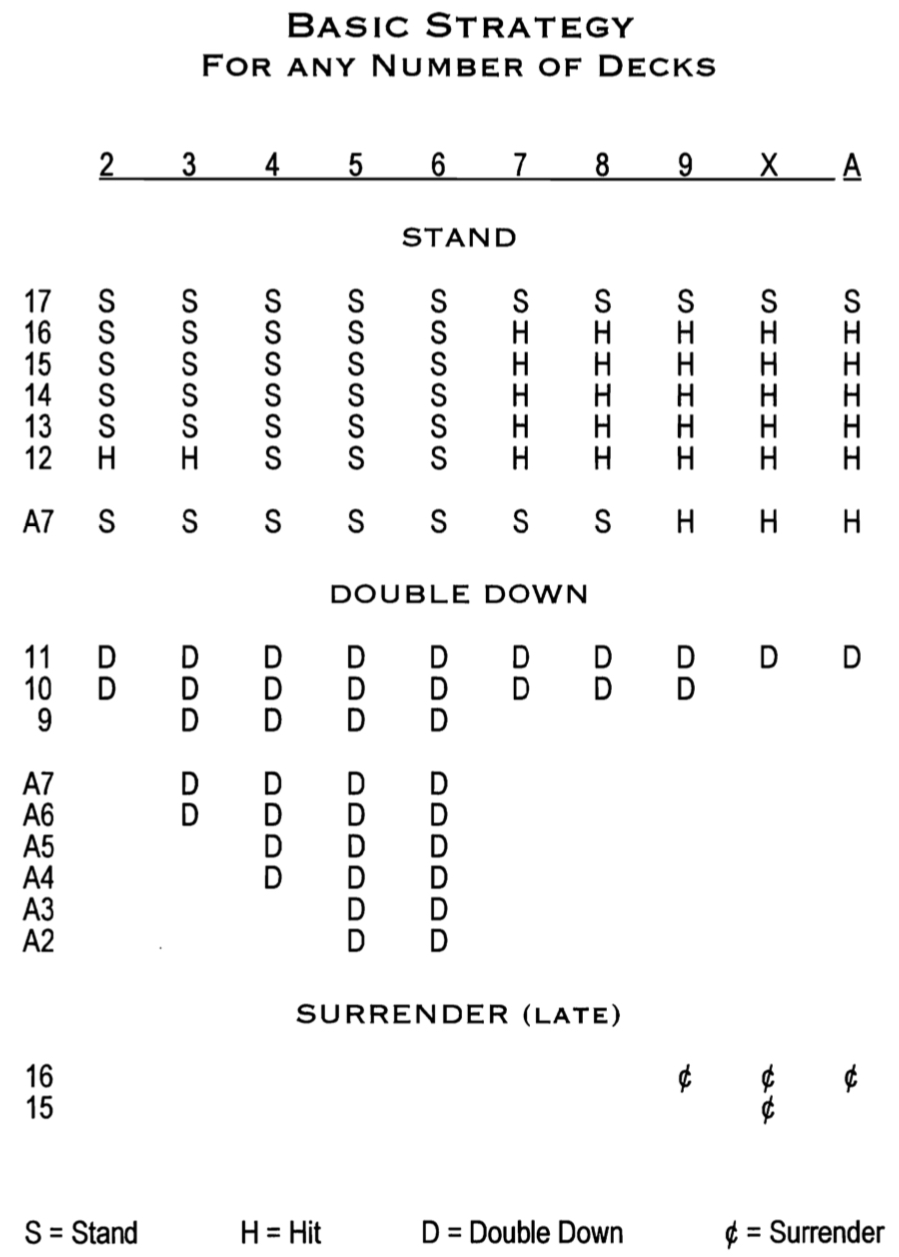 BASIC STRATEGY
FOR ANY NUMBER OF DECKS
2 3 4 5 6 7 8 9 X A
STAND
17 S S S S S S S S S S
16 S S S S S H H H H H
15 S S S S S H H H H H
14 S S S S S H H H H H
13 S S S S S H H H H H
12 H H S S S H H H H H
A7 S S S S S S S H H H
DOUBLE DOWN
11 D D D D D D D D D D
10 D D D D D D D D
9 D D D D
A7 D D D D
A6 D D D D
A5 D D D
A4 D D D
A3 D D
A2 D D
SURRENDER (LATE)
16 ¢ ¢ ¢
15 ¢
S = Stand H = Hit D = Double Down ¢ = Surrender